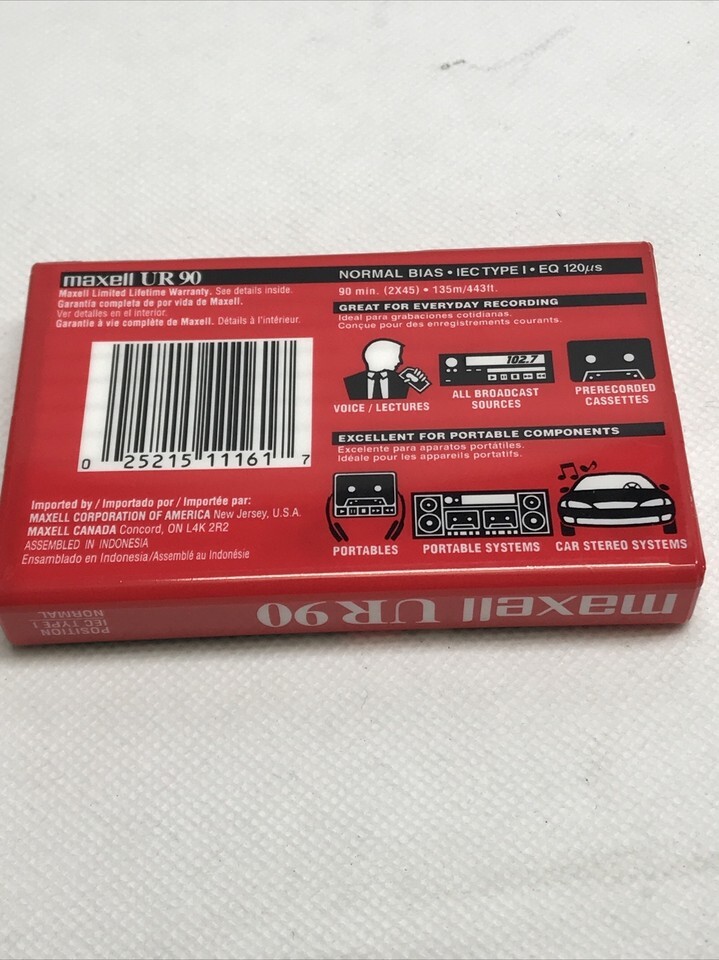 maxell UR 90
Maxell Limited Lifetime Warranty. See details inside.
Garantía completa de por vida de Maxell.
Ver detalles en el interior.
Garantie à vie complète de Maxell. Détails à l'intérieur.
0 25215 11161 7
Imported by / Importado por / Importée par:
MAXELL CORPORATION OF AMERICA New Jersey, U.S.A.
MAXELL CANADA Concord, ON L4K 2R2
ASSEMBLED IN INDONESIA
Ensamblado en Indonesia/Assemblé au Indonésie
NORMAL BIAS • IEC TYPE I • EQ 120µs
90 min. (2X45) • 135m/443ft.
GREAT FOR EVERYDAY RECORDING
Ideal para grabaciones cotidianas.
Conçue pour des enregistrements courants.
102.7
VOICE / LECTURES
ALL BROADCAST
SOURCES
PRERECORDED
CASSETTES
EXCELLENT FOR PORTABLE COMPONENTS
Excelente para aparatos portátiles.
Idéale pour les appareils portatifs.
PORTABLES
PORTABLE SYSTEMS
CAR STEREO SYSTEMS
maxell UR 90
NORMAL
IEC TYPE I
POSITION